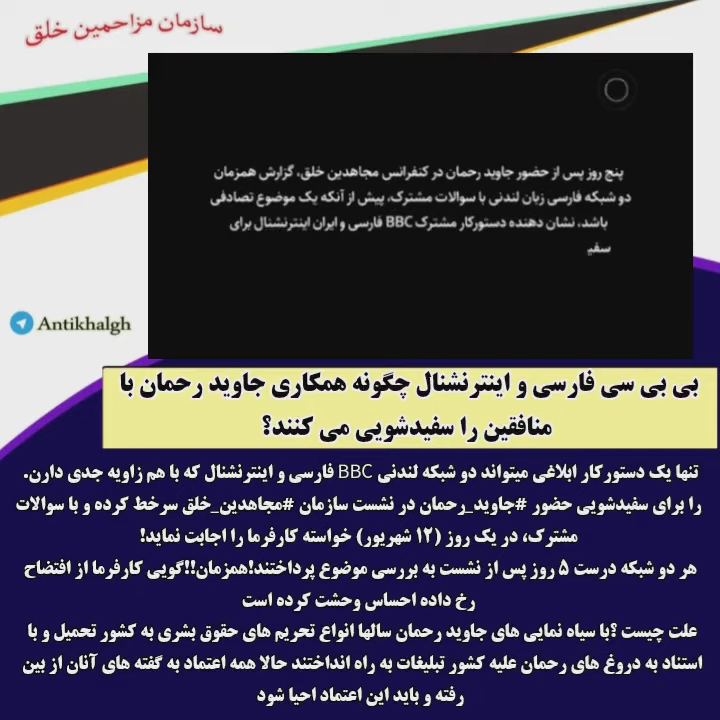 سازمان مزاحمین خلق
پنج روز پس از حضور جاوید رحمان در کنفرانس مجاهدین خلق، گزارش همزمان
دو شبکه فارسی زبان لندنی با سوالات مشترک، پیش از آنکه یک موضوع تصادفی
باشد، نشان دهنده دستورکار مشترک BBC فارسی و ایران اینترنشنال برای
سفی
Antikhalgh
بی بی سی فارسی و اینترنشنال چگونه همکاری جاوید رحمان با
منافقین را سفیدشویی می کنند؟
تنها یک دستورکار ابلاغی میتواند دو شبکه لندنی BBC فارسی و اینترنشنال که با هم زاویه جدی دارن.
را برای سفیدشویی حضور #جاوید_رحمان در نشست سازمان #مجاهدین_خلق سرخط کرده و با سوالات
مشترک، در یک روز (۱۲ شهریور) خواسته کارفرما را اجابت نماید!
هر دو شبکه درست ۵ روز پس از نشست به بررسی موضوع پرداختند!همزمان!!گویی کارفرما از افتضاح
رخ داده احساس وحشت کرده است
علت چیست ؟با سیاه نمایی های جاوید رحمان سالها انواع تحریم های حقوق بشری به کشور تحمیل و با
استناد به دروغ های رحمان علیه کشور تبلیغات به راه انداختند حالا همه اعتماد به گفته های آنان از بین
رفته و باید این اعتماد احیا شود